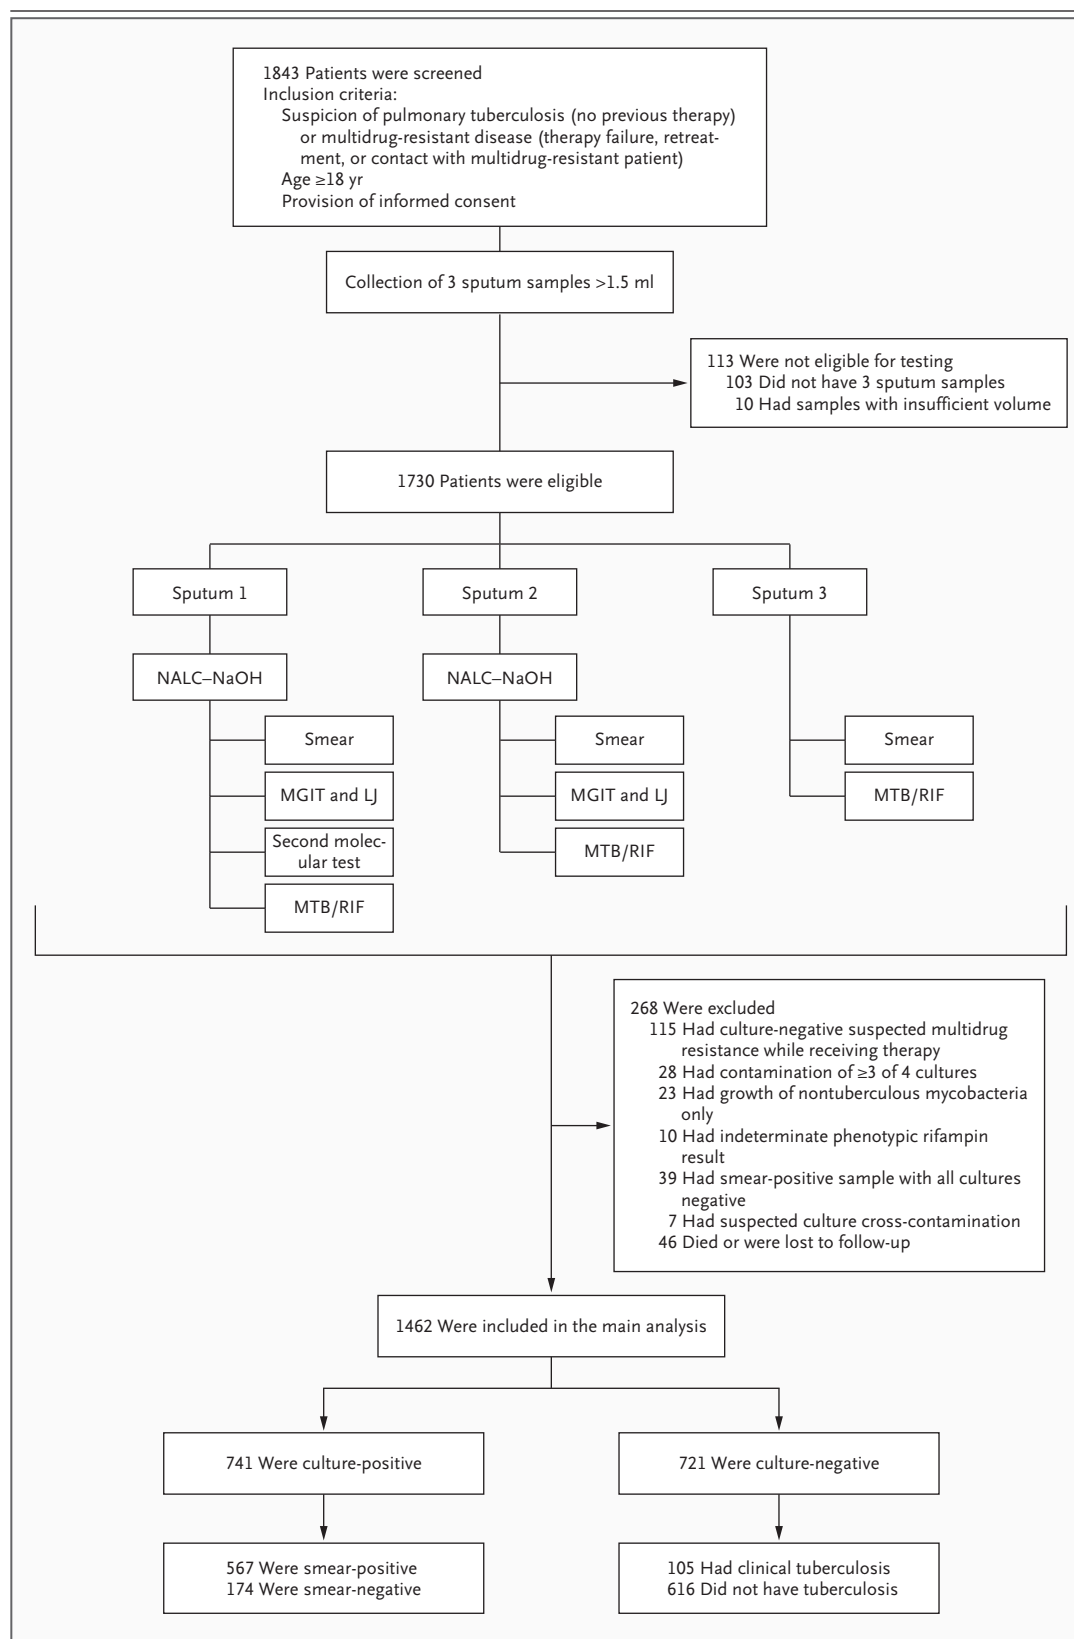 1843 Patients were screened
Inclusion criteria:
Suspicion of pulmonary tuberculosis (no previous therapy)
or multidrug-resistant disease (therapy failure, retreat-
ment, or contact with multidrug-resistant patient)
Age ≥18 yr
Provision of informed consent
Collection of 3 sputum samples >1.5 ml
113 Were not eligible for testing
103 Did not have 3 sputum samples
10 Had samples with insufficient volume
1730 Patients were eligible
Sputum 1
Sputum 2
Sputum 3
NALC–NaOH
NALC–NaOH
Smear
Smear
Smear
MGIT and LJ
MGIT and LJ
MTB/RIF
Second molec-
ular test
MTB/RIF
MTB/RIF
268 Were excluded
115 Had culture-negative suspected multidrug
resistance while receiving therapy
28 Had contamination of ≥3 of 4 cultures
23 Had growth of nontuberculous mycobacteria
only
10 Had indeterminate phenotypic rifampin
result
39 Had smear-positive sample with all cultures
negative
7 Had suspected culture cross-contamination
46 Died or were lost to follow-up
1462 Were included in the main analysis
741 Were culture-positive
721 Were culture-negative
567 Were smear-positive
174 Were smear-negative
105 Had clinical tuberculosis
616 Did not have tuberculosis